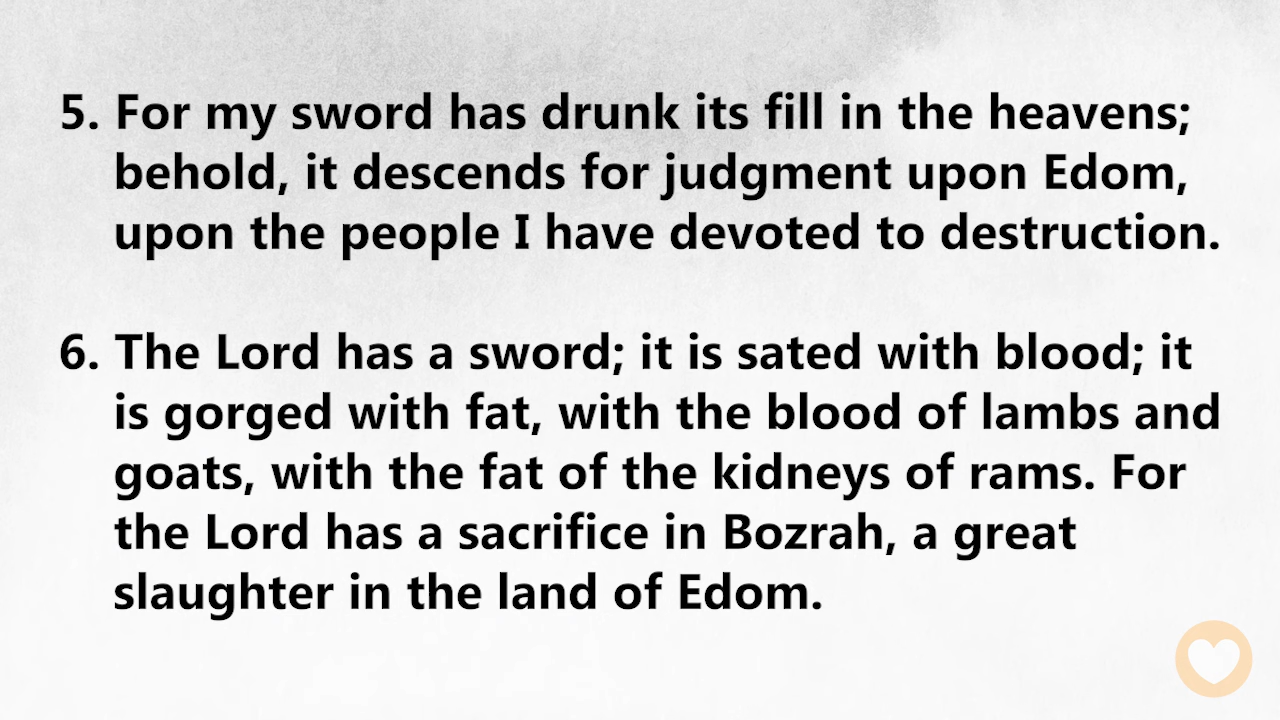 5. For my sword has drunk its fill in the heavens;
behold, it descends for judgment upon Edom,
upon the people I have devoted to destruction.
6. The Lord has a sword; it is sated with blood; it
is gorged with fat, with the blood of lambs and
goats, with the fat of the kidneys of rams. For
the Lord has a sacrifice in Bozrah, a great
slaughter in the land of Edom.